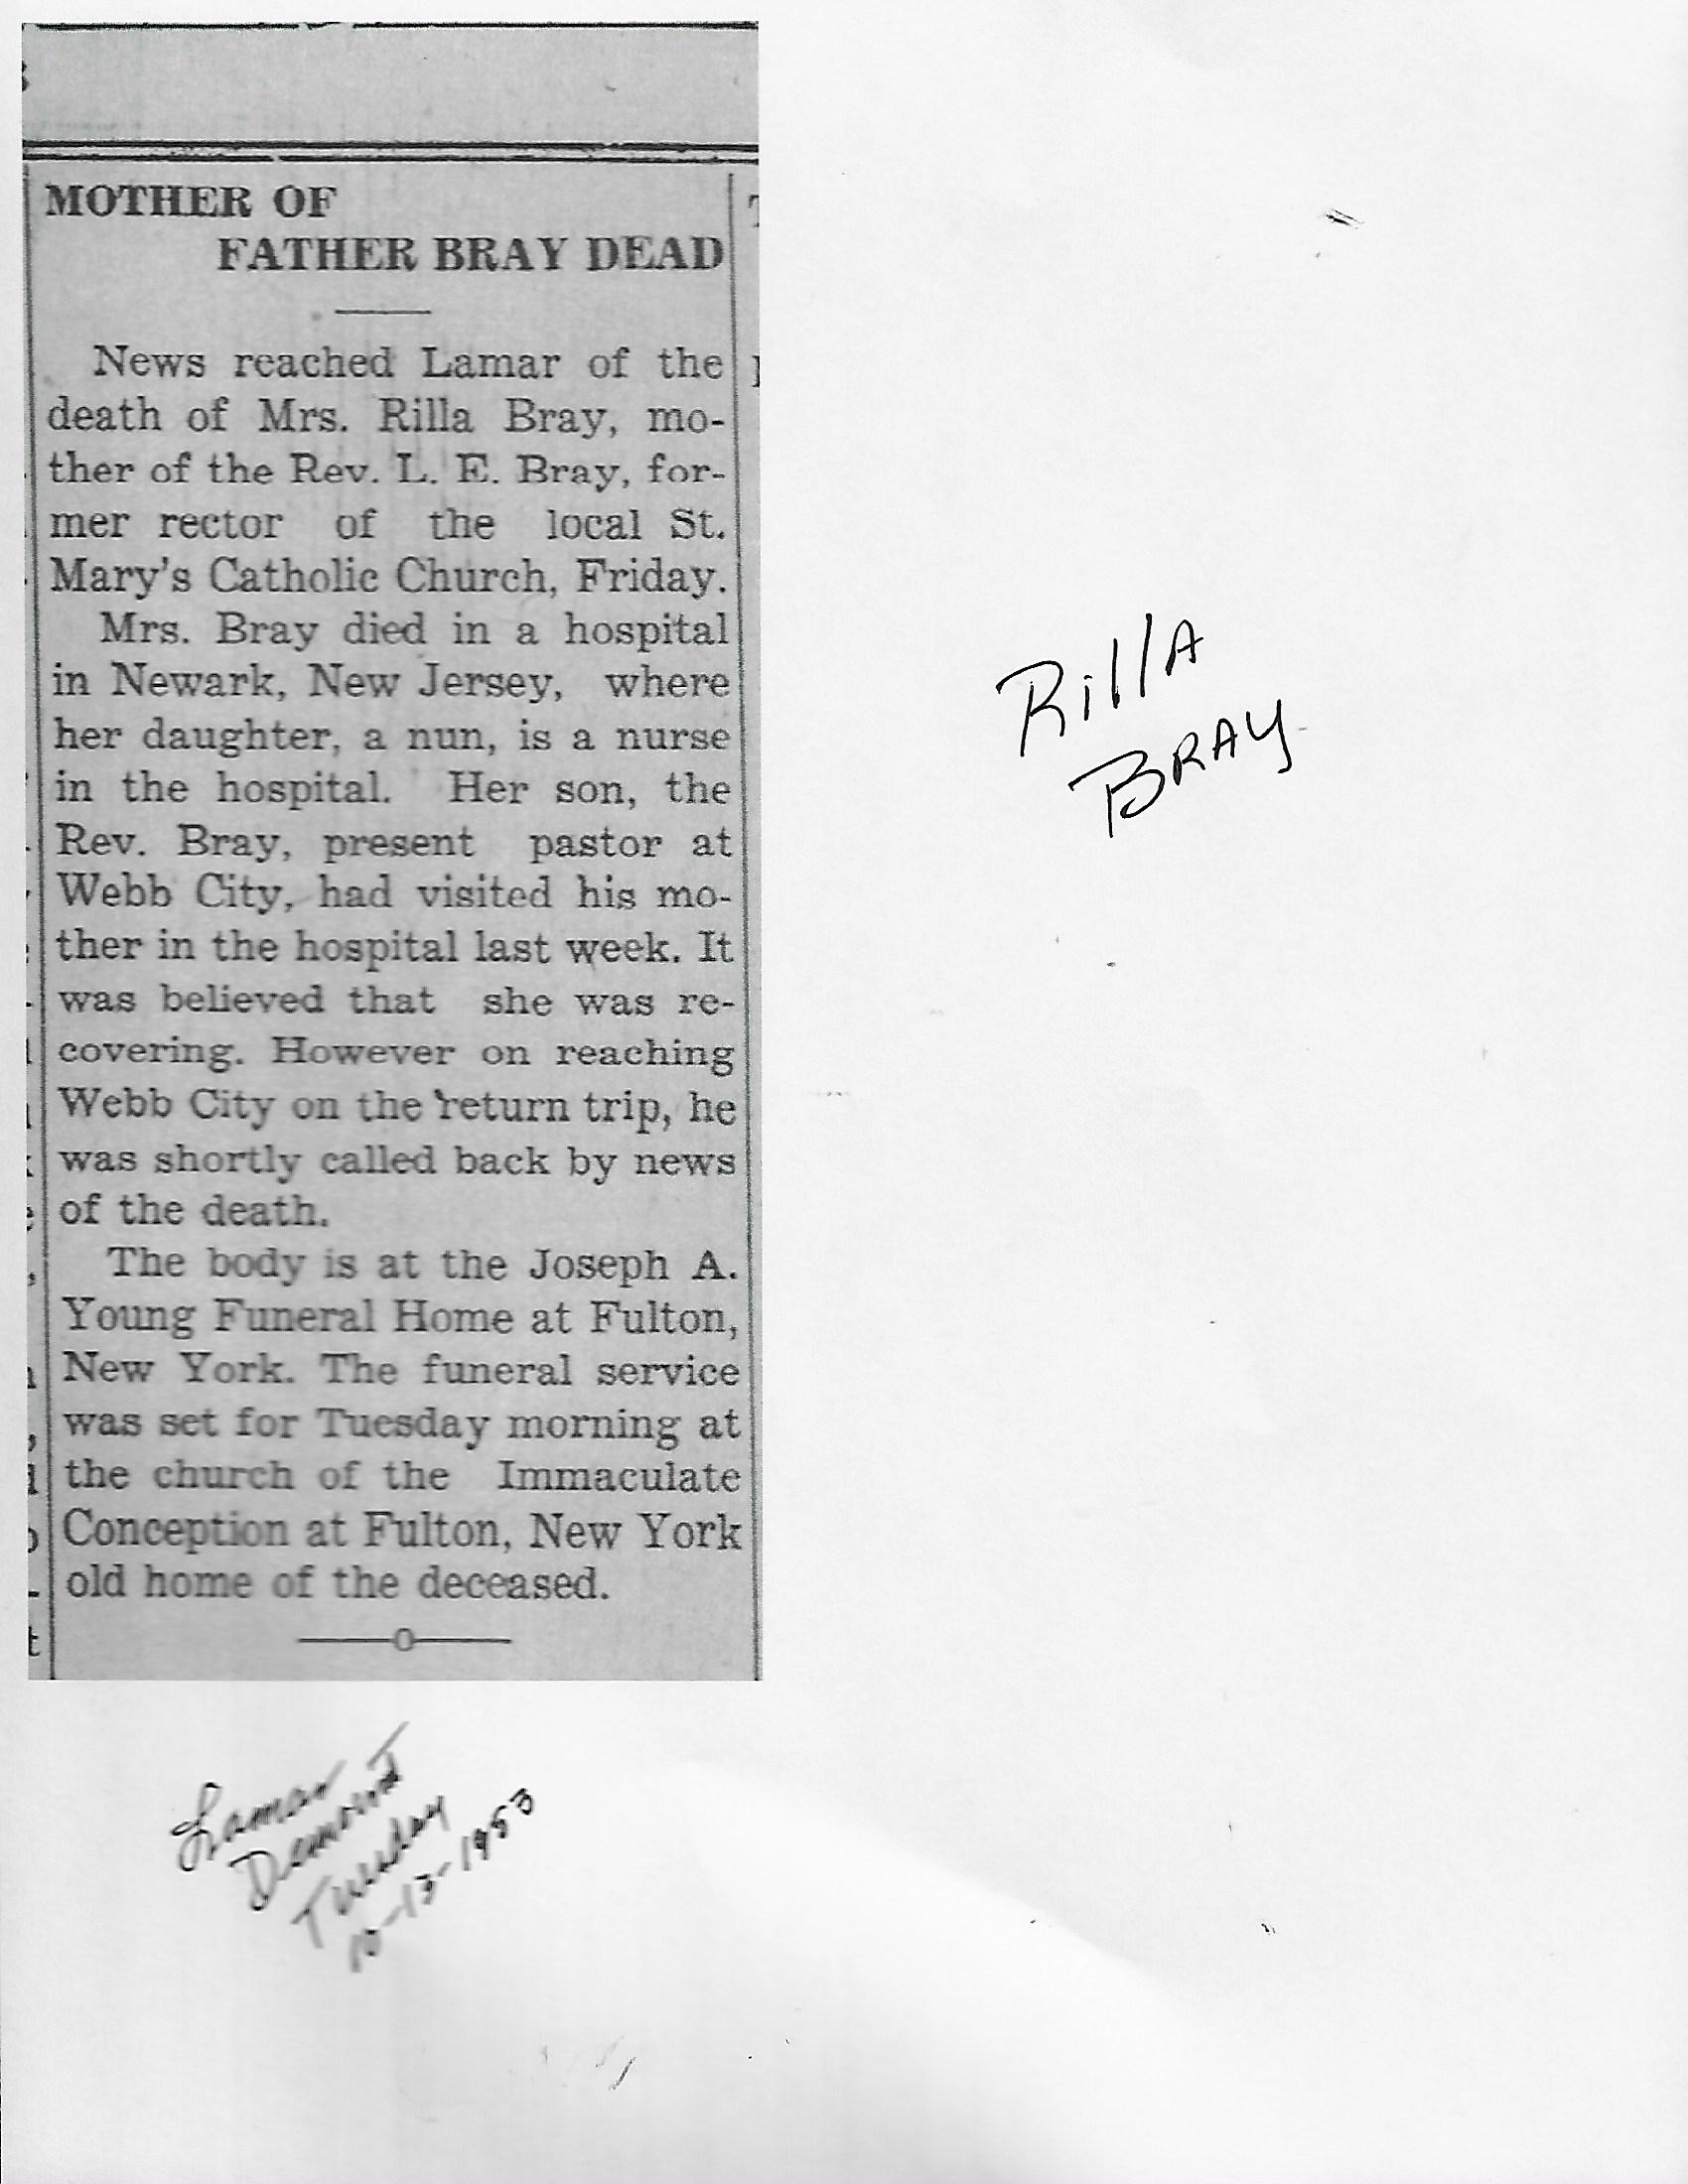 MOTHER OF
FATHER BRAY DEAD
News reached Lamar of the
death of Mrs. Rilla Bray, mo-
ther of the Rev. L. E. Bray, for-
mer rector of the local St.
Mary's Catholic Church, Friday.
Mrs. Bray died in a hospital
in Newark, New Jersey, where
her daughter, a nun, is a nurse
in the hospital. Her son, the
Rev. Bray, present pastor at
Webb City, had visited his mo-
ther in the hospital last week. It
was believed that she was re-
covering. However on reaching
Webb City on the return trip, he
was shortly called back by news
of the death.
The body is at the Joseph A.
Young Funeral Home at Fulton,
New York. The funeral service
was set for Tuesday morning at
the church of the Immaculate
Conception at Fulton, New York
old home of the deceased.
Rilla
Bray
Lamar
Tuesday
10-13-1953